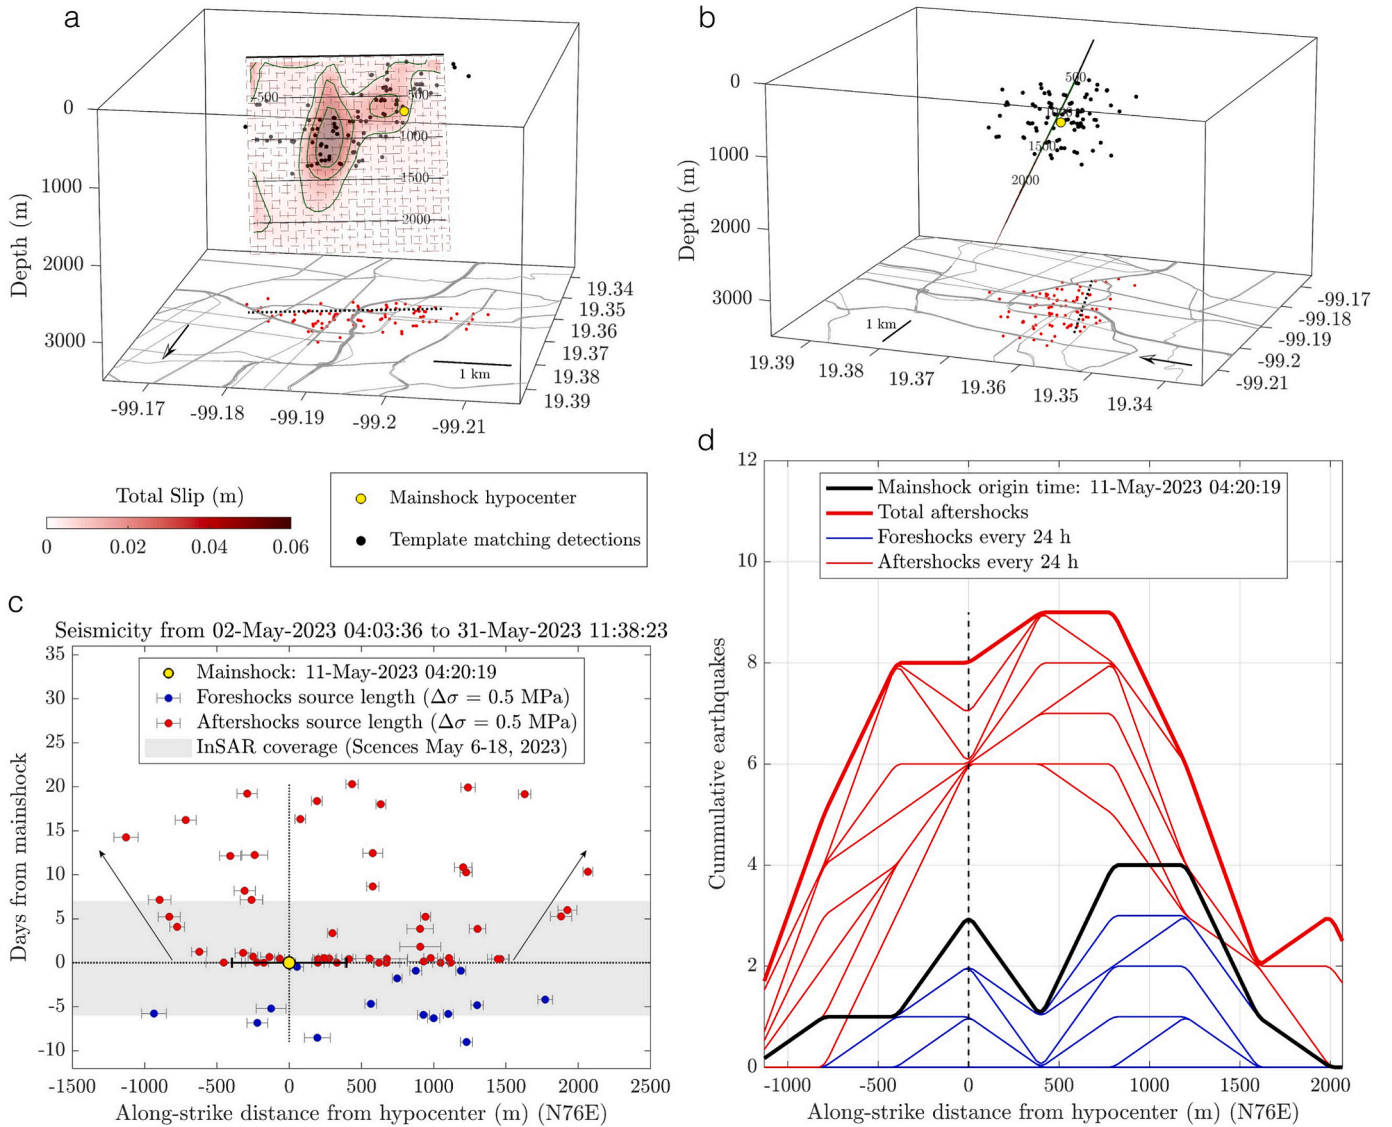 a
0
1000
2000
3000
Depth (m)
500
500
1000
1500
2000
19.34
19.35
19.36
19.37
19.38
19.39
1 km
-99.17
-99.18
-99.19
-99.2
-99.21
b
0
1000
2000
3000
Depth (m)
500
1500
2000
1 km
19.39
19.38
19.37
19.36
19.35
19.34
-99.17
-99.18
-99.19
-99.2
-99.21
Total Slip (m)
0 0.02 0.04 0.06
Mainshock hypocenter
Template matching detections
c
Seismicity from 02-May-2023 04:03:36 to 31-May-2023 11:38:23
Mainshock: 11-May-2023 04:20:19
Foreshocks source length (Δσ = 0.5 MPa)
Aftershocks source length (Δσ = 0.5 MPa)
InSAR coverage (Scences May 6-18, 2023)
35
30
25
20
15
10
5
0
-5
-10
Days from mainshock
-1500 -1000 -500 0 500 1000 1500 2000 2500
Along-strike distance from hypocenter (m) (N76E)
d
Mainshock origin time: 11-May-2023 04:20:19
Total aftershocks
Foreshocks every 24 h
Aftershocks every 24 h
12
10
8
6
4
2
0
Cummulative earthquakes
-1000 -500 0 500 1000 1500 2000
Along-strike distance from hypocenter (m) (N76E)